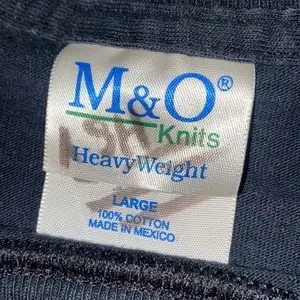 M&O®
Knits
HeavyWeight
LARGE
100% COTTON
MADE IN MEXICO